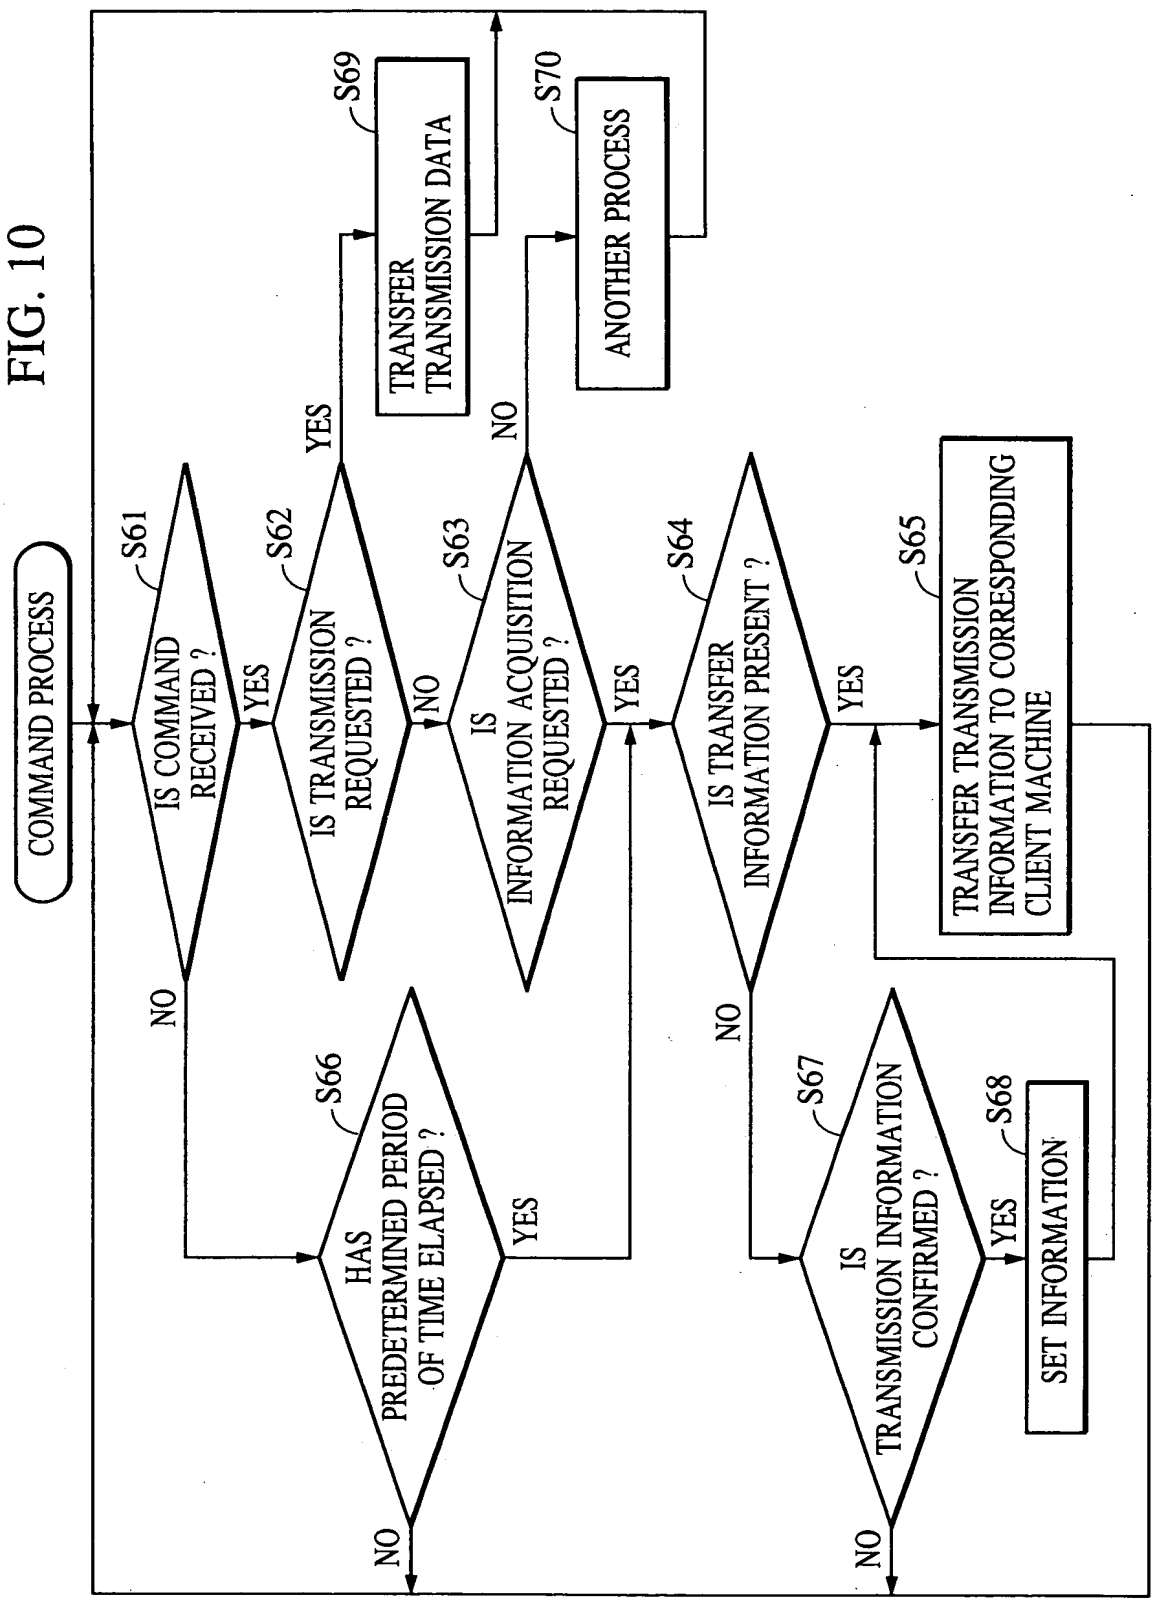 FIG. 10
COMMAND PROCESS
S61
IS COMMAND
RECEIVED ?
NO
YES
S62
IS TRANSMISSION
REQUESTED ?
YES
NO
S69
TRANSFER
TRANSMISSION DATA
S63
IS
INFORMATION ACQUISITION
REQUESTED ?
NO
YES
S70
ANOTHER PROCESS
S66
HAS
PREDETERMINED PERIOD
OF TIME ELAPSED ?
NO
YES
S64
IS TRANSFER
INFORMATION PRESENT ?
NO
YES
S67
IS
TRANSMISSION INFORMATION
CONFIRMED ?
NO
YES
S65
TRANSFER TRANSMISSION
INFORMATION TO CORRESPONDING
CLIENT MACHINE
S68
SET INFORMATION